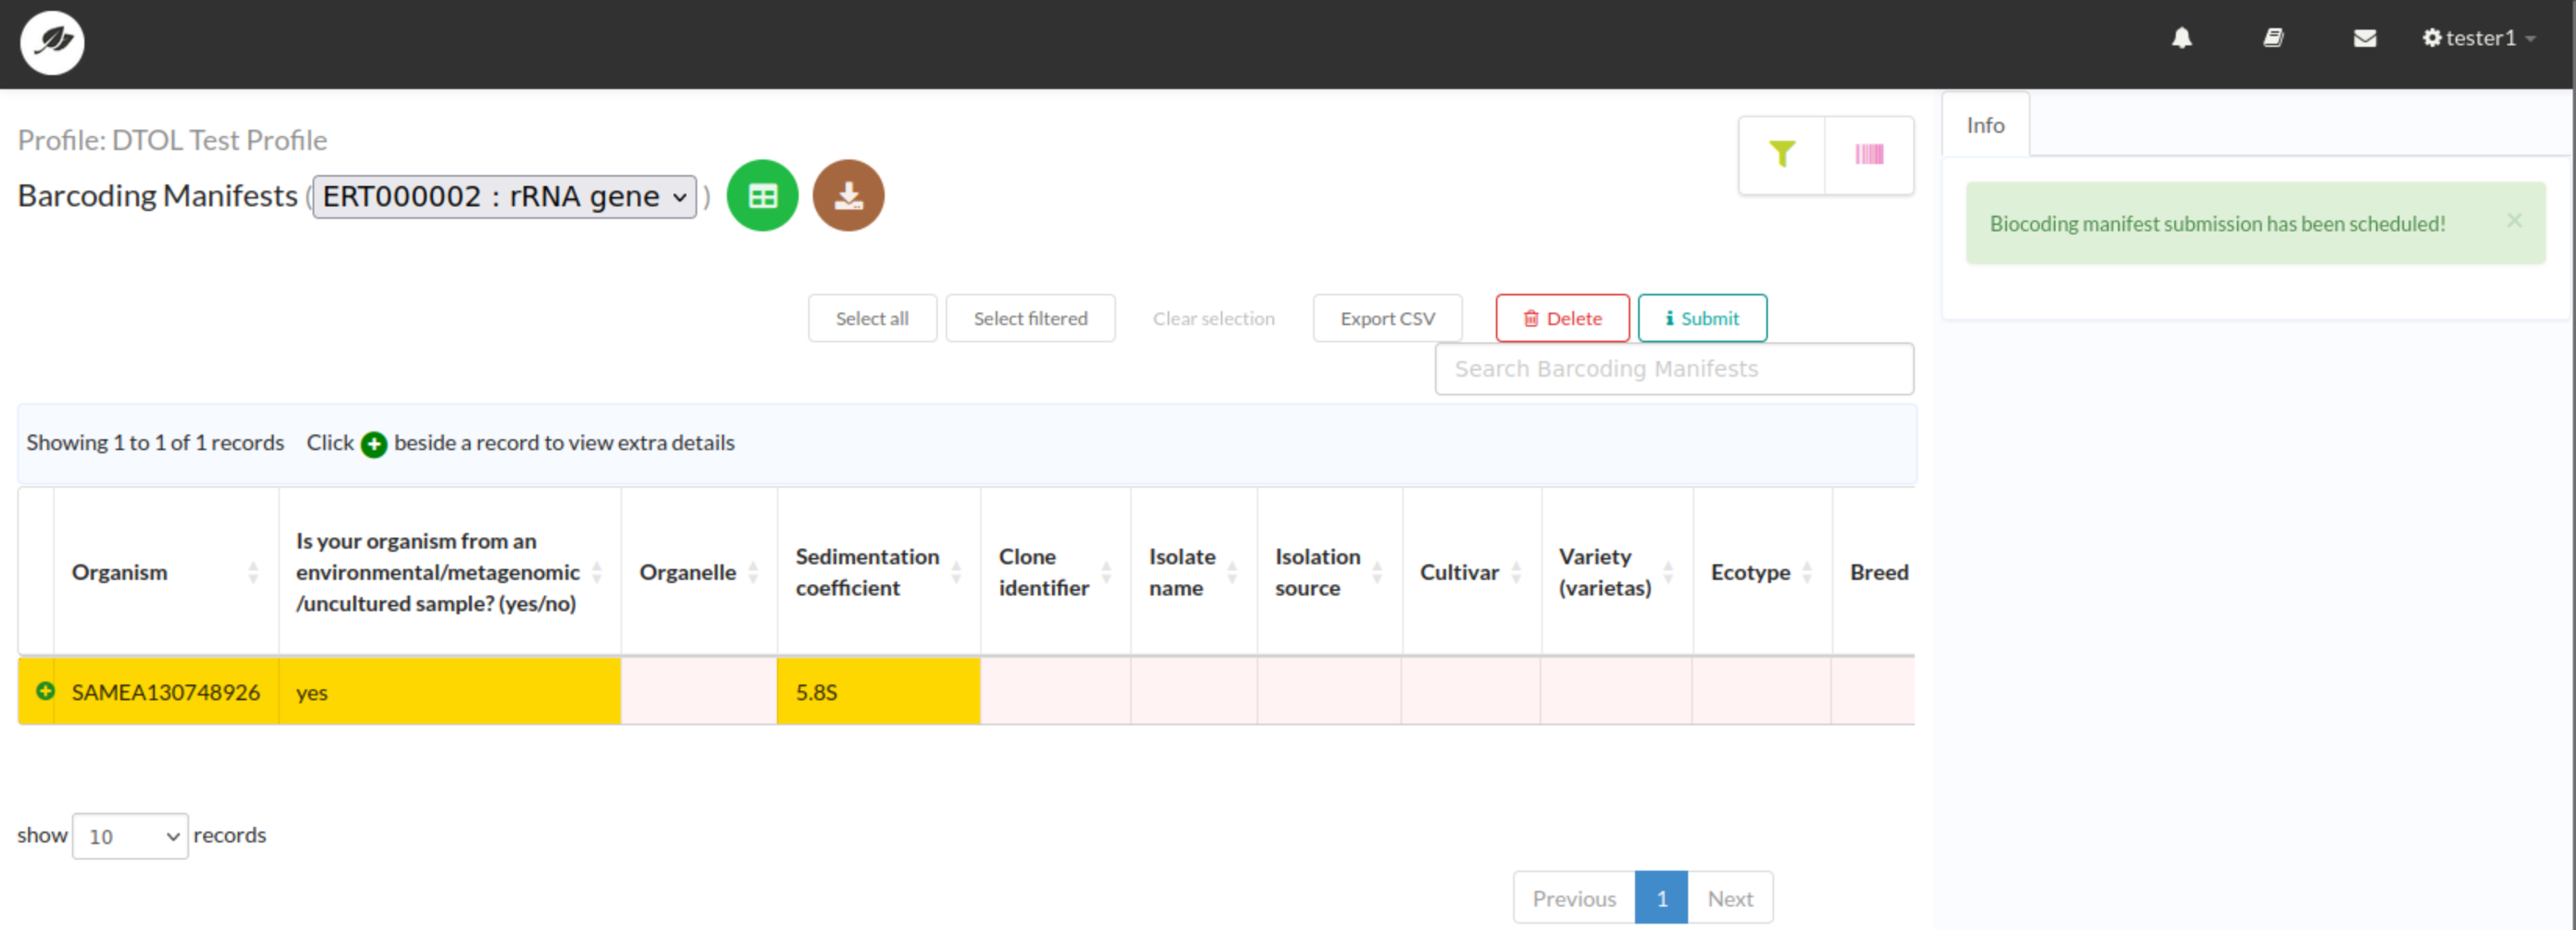 tester1
Profile: DTOL Test Profile
Barcoding Manifests (ERT000002 : rRNA gene)
Info
Biocoding manifest submission has been scheduled! ×
Select all Select filtered Clear selection Export CSV Delete Submit
Search Barcoding Manifests
Showing 1 to 1 of 1 records Click beside a record to view extra details
Organism
Is your organism from an
environmental/metagenomic
/uncultured sample? (yes/no)
Organelle
Sedimentation
coefficient
Clone
identifier
Isolate
name
Isolation
source
Cultivar
Variety
(varietas)
Ecotype
Breed
SAMEA130748926 yes 5.8S
show 10 records
Previous 1 Next